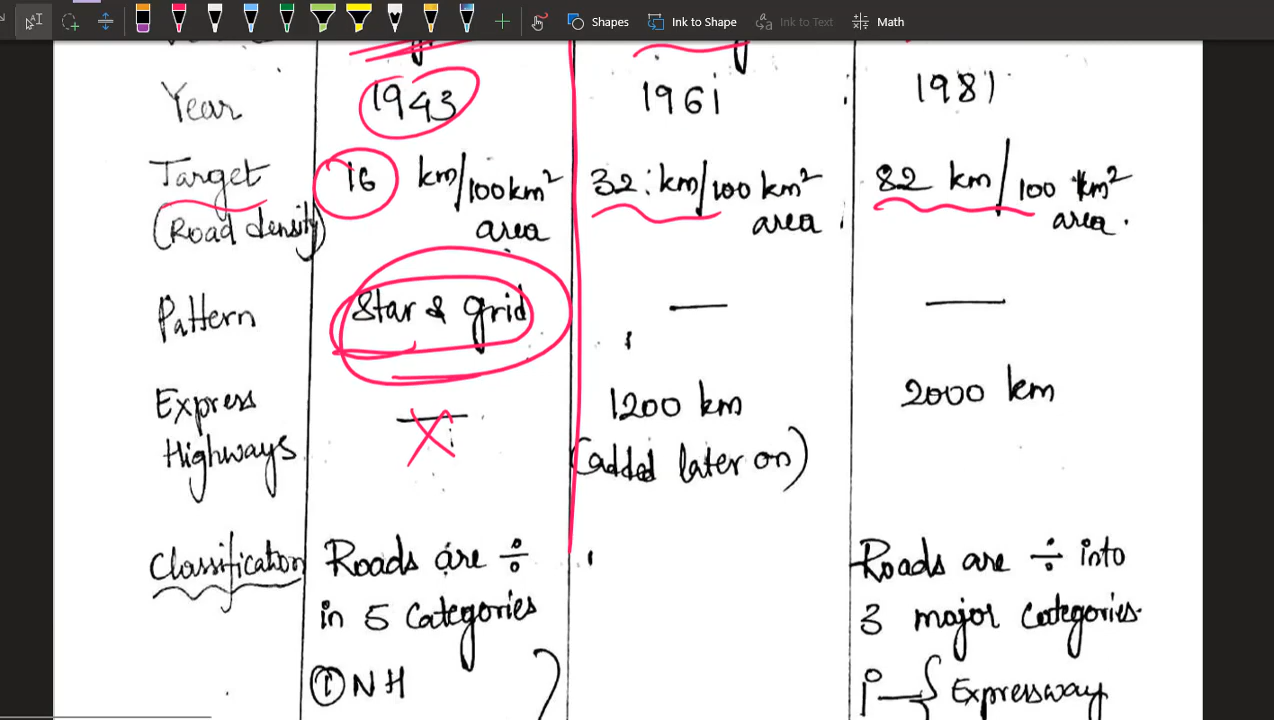 Shapes Ink to Shape Ink to Text Math
Year 1943 1961 1981
Target 16 km/100km² 32 km/100 km² 82 km/100 km²
(Road density) area area area.
Pattern Star & grid — —
Express — 1200 km 2000 km
Highways (added later on)
Classification Roads are ÷ Roads are ÷ into
in 5 Categories 3 major Categories.
① NH i → { Expressway